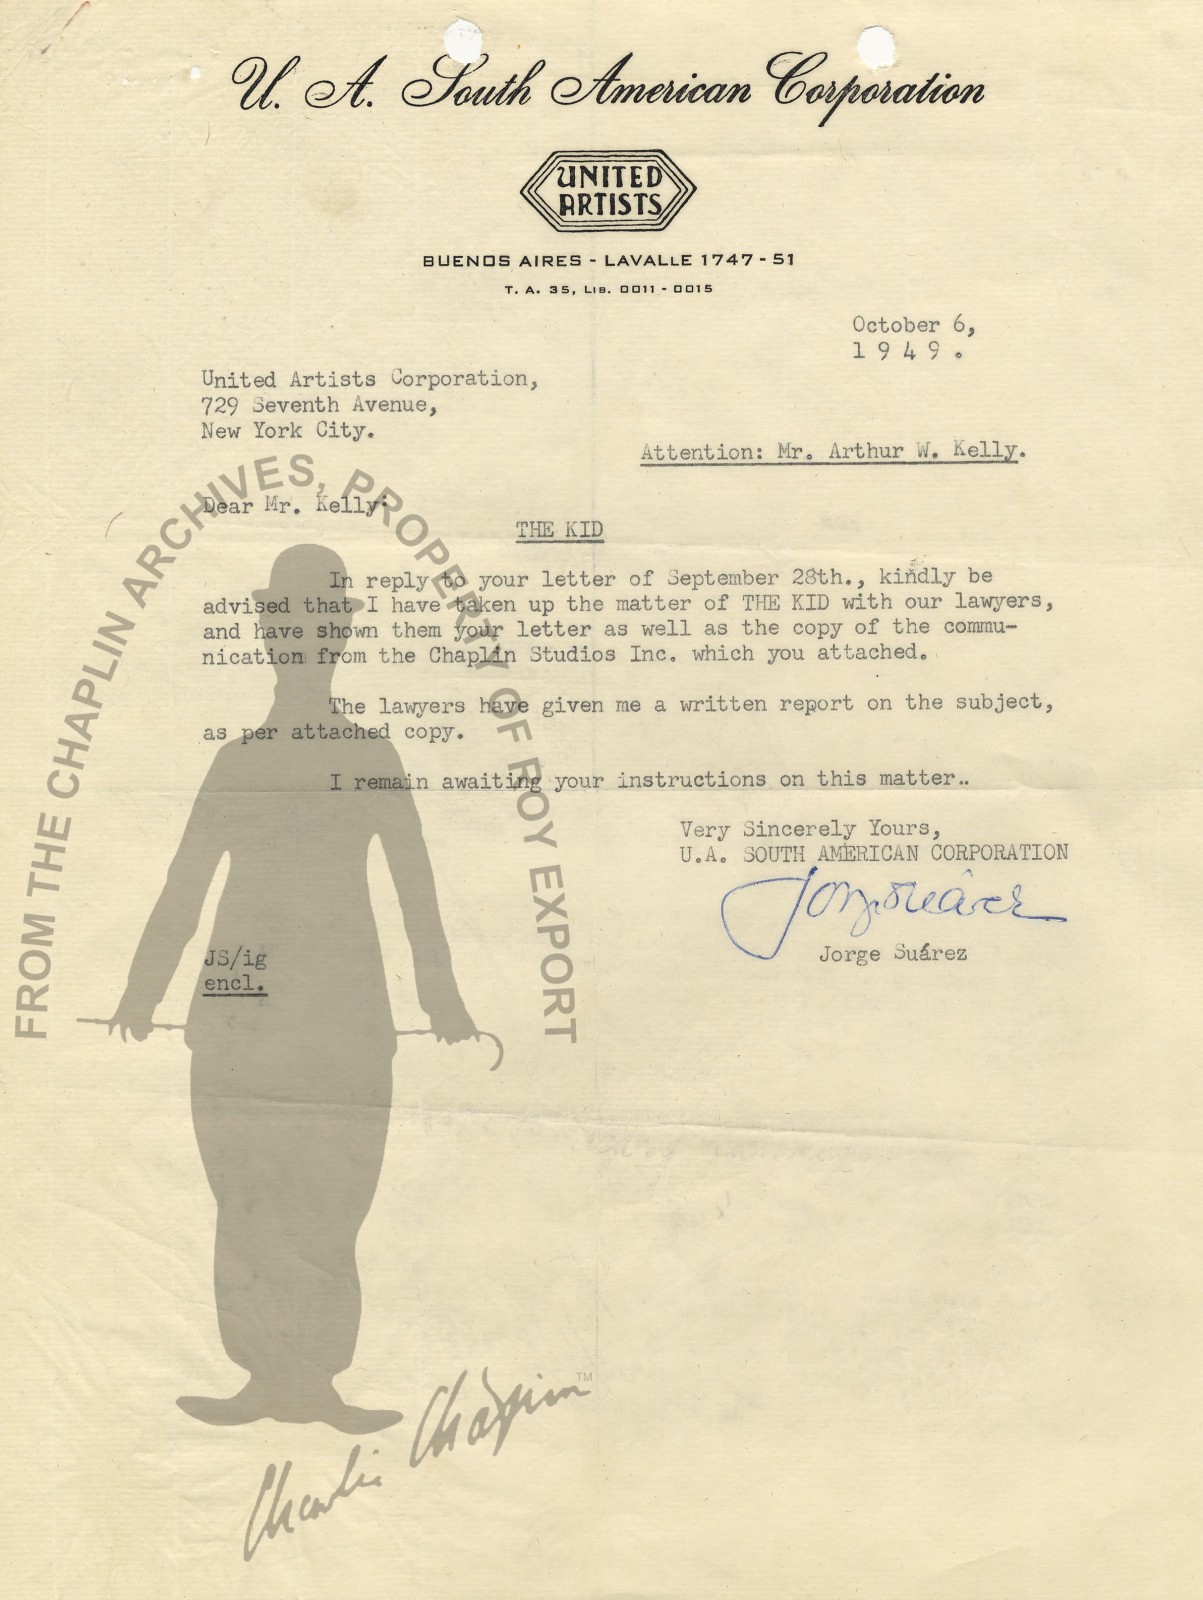 U. A. South American Corporation
UNITED
ARTISTS
BUENOS AIRES - LAVALLE 1747 - 51
T. A. 35, LIB. 0011 - 0015
October 6,
1949.
United Artists Corporation,
729 Seventh Avenue,
New York City.
Attention: Mr. Arthur W. Kelly.
Dear Mr. Kelly:
THE KID
In reply to your letter of September 28th., kindly be
advised that I have taken up the matter of THE KID with our lawyers,
and have shown them your letter as well as the copy of the commu-
nication from the Chaplin Studios Inc. which you attached.
The lawyers have given me a written report on the subject,
as per attached copy.
I remain awaiting your instructions on this matter..
Very Sincerely Yours,
U.A. SOUTH AMERICAN CORPORATION
Jorge Suárez
Jorge Suárez
JS/ig
encl.
FROM THE CHAPLIN ARCHIVES, PROPERTY OF ROY EXPORT
Charlie Chaplin TM